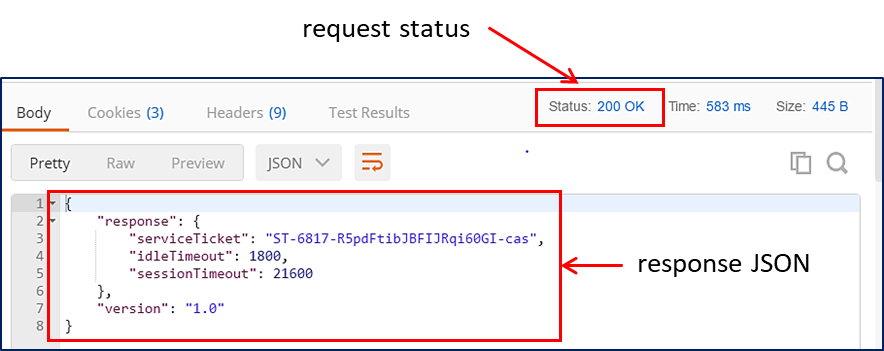 request status
Body Cookies (3) Headers (9) Test Results Status: 200 OK Time: 583 ms Size: 445 B
Pretty Raw Preview JSON
1 {
2 "response": {
3 "serviceTicket": "ST-6817-R5pdFtibJBFIJRqi60GI-cas",
4 "idleTimeout": 1800,
5 "sessionTimeout": 21600
6 },
7 "version": "1.0"
8 }
response JSON